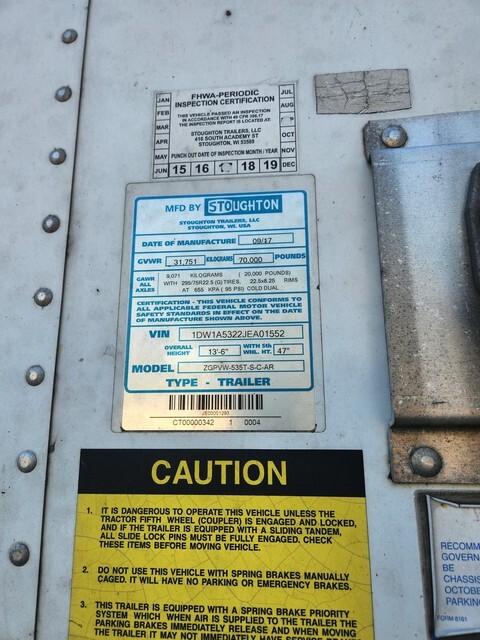 FHWA-PERIODIC
INSPECTION CERTIFICATION
THIS VEHICLE PASSED AN INSPECTION
IN ACCORDANCE WITH 49 CFR 396.17
THE INSPECTION REPORT IS LOCATED AT:
STOUGHTON TRAILERS, LLC
416 SOUTH ACADEMY ST
STOUGHTON, WI 53589
PUNCH OUT DATE OF INSPECTION MONTH / YEAR
JAN
FEB
MAR
APR
MAY
JUN
15 16 18 19
JUL
AUG
OCT
NOV
DEC
MFD BY STOUGHTON
STOUGHTON TRAILERS, LLC
STOUGHTON, WI. USA
DATE OF MANUFACTURE 09/17
GVWR 31,751 KILOGRAMS 70,000 POUNDS
GAWR ALL AXLES
9,071 KILOGRAMS ( 20,000 POUNDS)
WITH 295/75R22.5 (G) TIRES, 22.5x8.25 RIMS
AT 655 KPA ( 95 PSI) COLD DUAL
CERTIFICATION - THIS VEHICLE CONFORMS TO
ALL APPLICABLE FEDERAL MOTOR VEHICLE
SAFETY STANDARDS IN EFFECT ON THE
DATE OF MANUFACTURE SHOWN ABOVE.
VIN 1DW1A5322JEA01552
OVERALL HEIGHT 13'-6" WITH 5th WHL. HT. 47"
MODEL ZGPVW-535T-S-C-AR
TYPE - TRAILER
CT00000342 1 0004
CAUTION
1. IT IS DANGEROUS TO OPERATE THIS VEHICLE UNLESS THE
TRACTOR FIFTH WHEEL (COUPLER) IS ENGAGED AND LOCKED,
AND IF THE TRAILER IS EQUIPPED WITH A SLIDING TANDEM,
ALL SLIDE LOCK PINS MUST BE FULLY ENGAGED. CHECK
THESE ITEMS BEFORE MOVING VEHICLE.
2. DO NOT USE THIS VEHICLE WITH SPRING BRAKES MANUALLY
CAGED. IT WILL HAVE NO PARKING OR EMERGENCY BRAKES.
3. THIS TRAILER IS EQUIPPED WITH A SPRING BRAKE PRIORITY
SYSTEM WHICH WHEN AIR IS SUPPLIED TO THE TRAILER THE
PARKING BRAKES IMMEDIATELY RELEASE AND WHEN MOVING
THE TRAILER IT MAY NOT IMMEDIATELY HAVE SERVICE
RECOMM
GOVERNA
BE
CHASSIS
OCTOBE
PARKING
FORM 8161